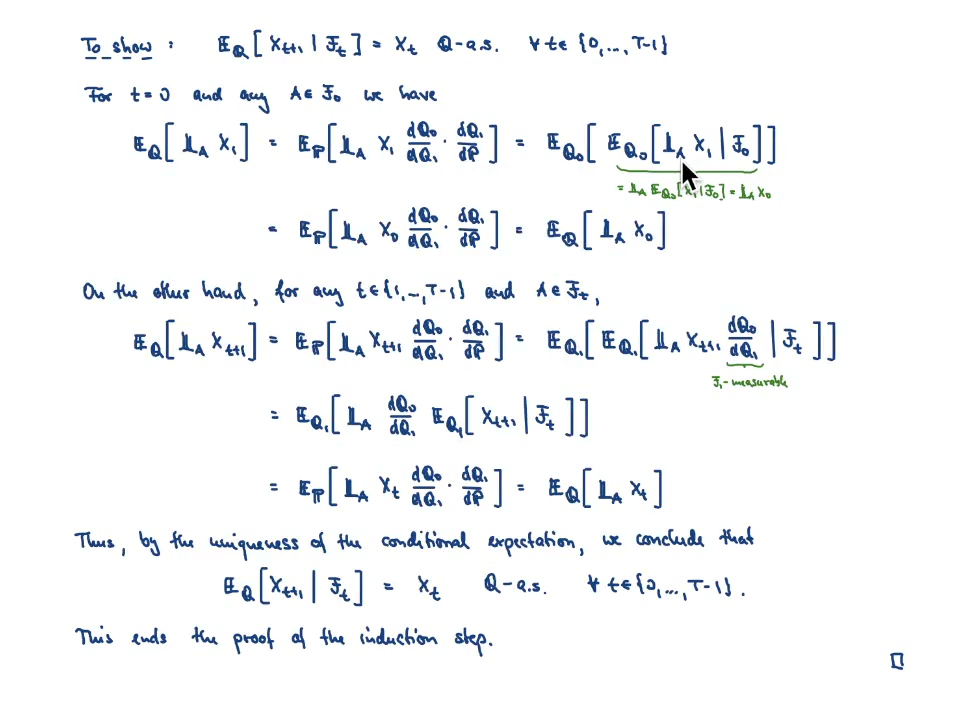 To show : 𝔼_ℚ[X_{t+1} | ℱ_t] = X_t ℚ-a.s. ∀ t∈{0,...,T-1}
For t=0 and any A∈ℱ_0 we have
𝔼_ℚ[𝟙_A X_1] = 𝔼_ℙ[𝟙_A X_1 dℚ_0/dℚ_1 · dℚ_1/dℙ] = 𝔼_{ℚ_0}[𝔼_{ℚ_0}[𝟙_A X_1 | ℱ_0]]
= 𝟙_A 𝔼_{ℚ_0}[X_1 | ℱ_0] = 𝟙_A X_0
= 𝔼_ℙ[𝟙_A X_0 dℚ_0/dℚ_1 · dℚ_1/dℙ] = 𝔼_ℚ[𝟙_A X_0]
On the other hand, for any t∈{1,...,T-1} and A∈ℱ_t,
𝔼_ℚ[𝟙_A X_{t+1}] = 𝔼_ℙ[𝟙_A X_{t+1} dℚ_0/dℚ_1 · dℚ_1/dℙ] = 𝔼_{ℚ_1}[𝔼_{ℚ_1}[𝟙_A X_{t+1} dℚ_0/dℚ_1 | ℱ_t]]
ℱ_1-measurable
= 𝔼_{ℚ_1}[𝟙_A dℚ_0/dℚ_1 𝔼_{ℚ_1}[X_{t+1} | ℱ_t]]
= 𝔼_ℙ[𝟙_A X_t dℚ_0/dℚ_1 · dℚ_1/dℙ] = 𝔼_ℚ[𝟙_A X_t]
Thus, by the uniqueness of the conditional expectation, we conclude that
𝔼_ℚ[X_{t+1} | ℱ_t] = X_t ℚ-a.s. ∀ t∈{0,...,T-1}.
This ends the proof of the induction step.
□